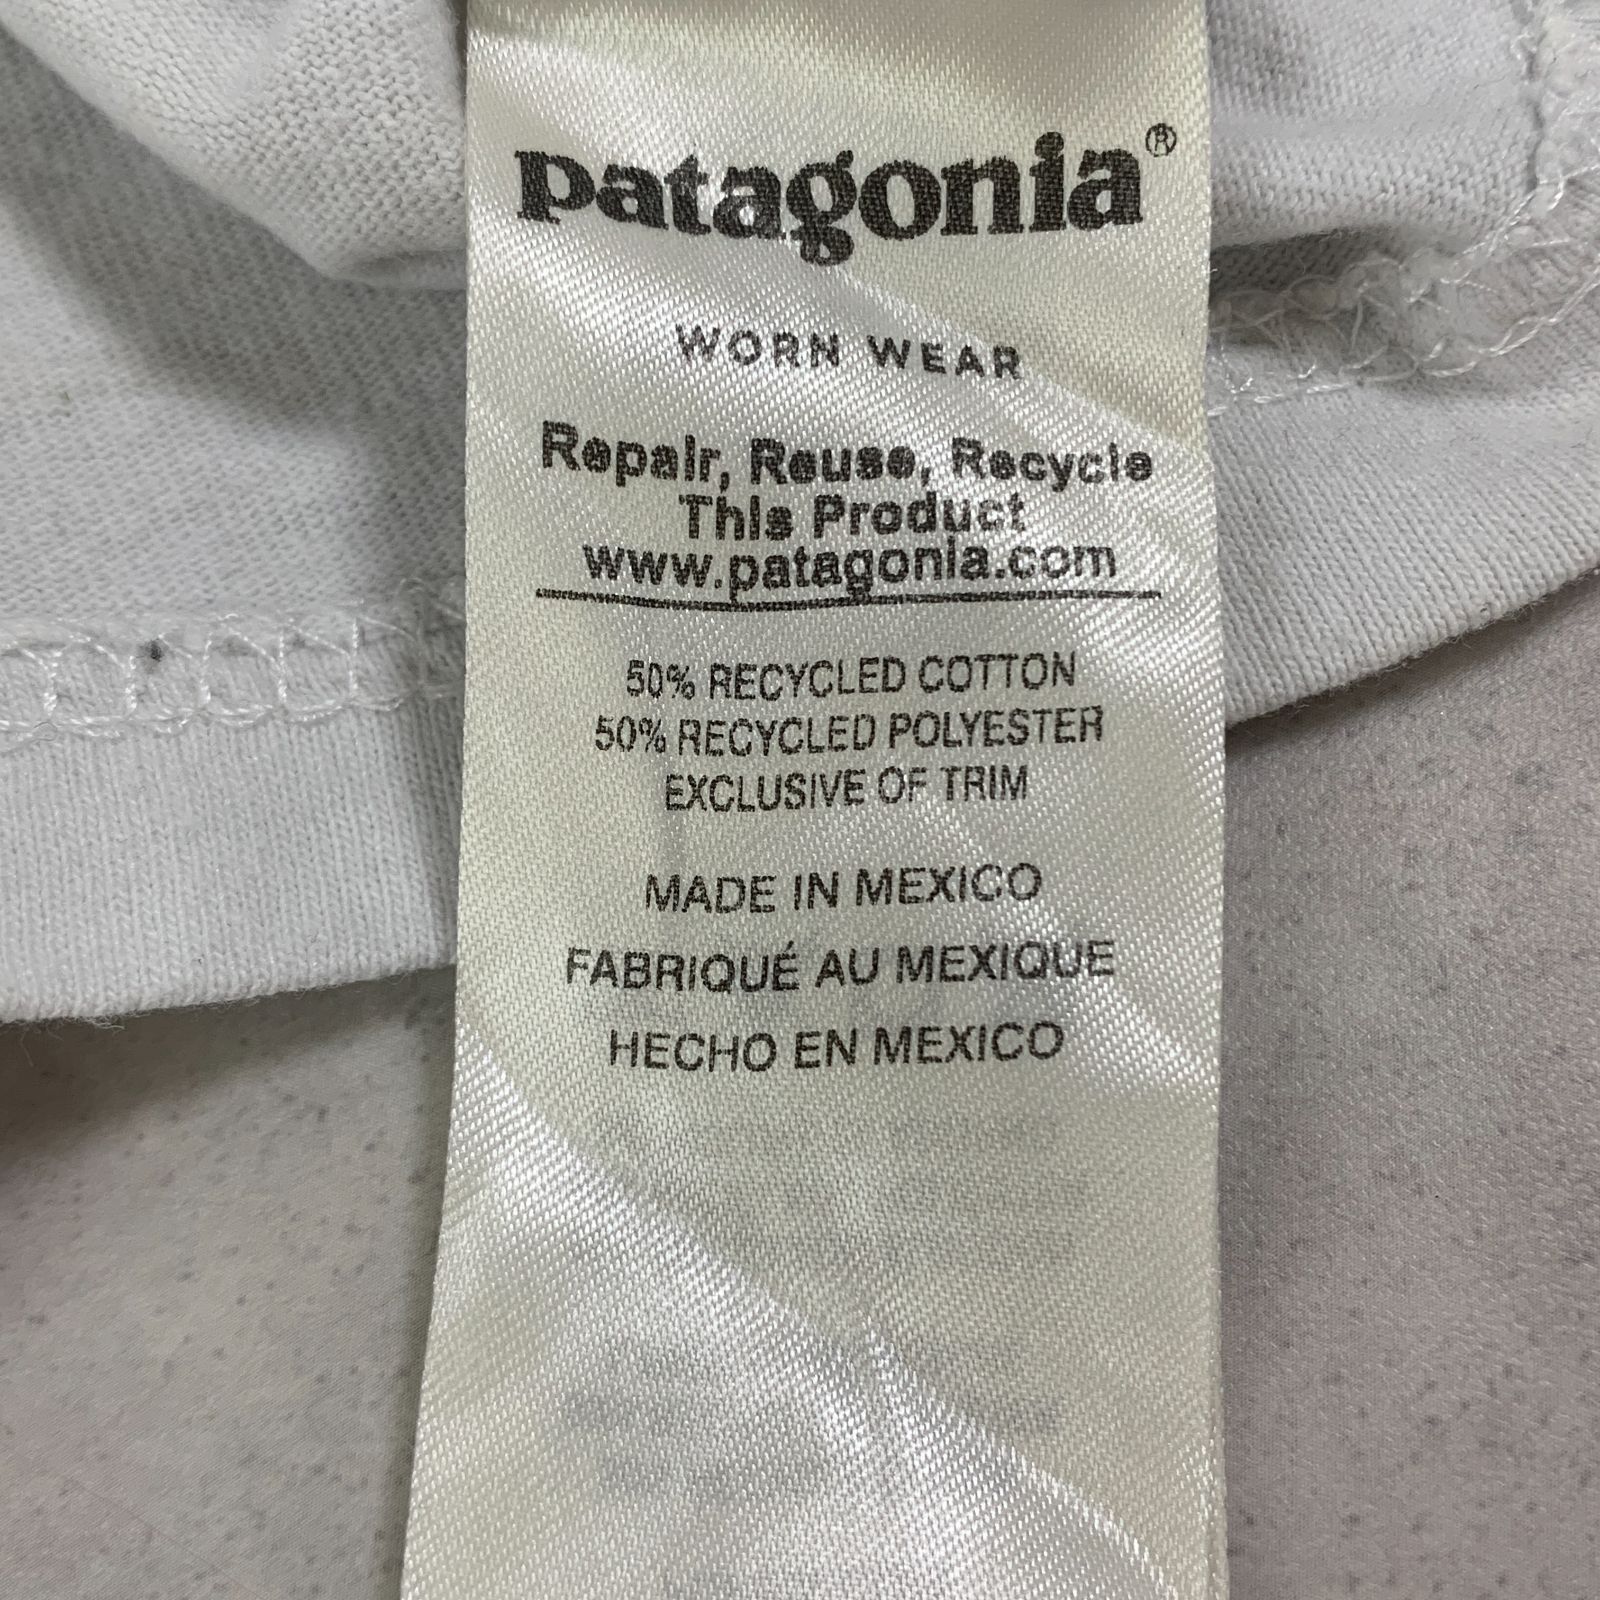 patagonia®
WORN WEAR
Repair, Reuse, Recycle
This Product
www.patagonia.com
50% RECYCLED COTTON
50% RECYCLED POLYESTER
EXCLUSIVE OF TRIM
MADE IN MEXICO
FABRIQUÉ AU MEXIQUE
HECHO EN MEXICO